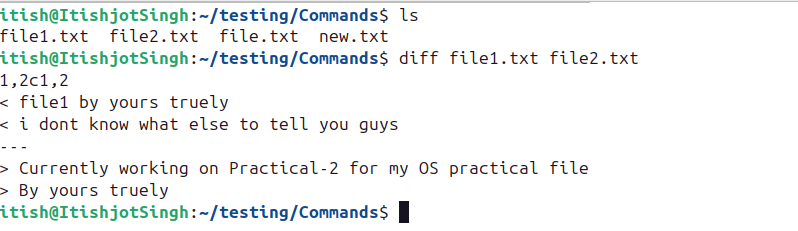 itish@ItishjotSingh:~/testing/Commands$ ls
file1.txt  file2.txt  file.txt  new.txt
itish@ItishjotSingh:~/testing/Commands$ diff file1.txt file2.txt
1,2c1,2
< file1 by yours truely
< i dont know what else to tell you guys
---
> Currently working on Practical-2 for my OS practical file
> By yours truely
itish@ItishjotSingh:~/testing/Commands$